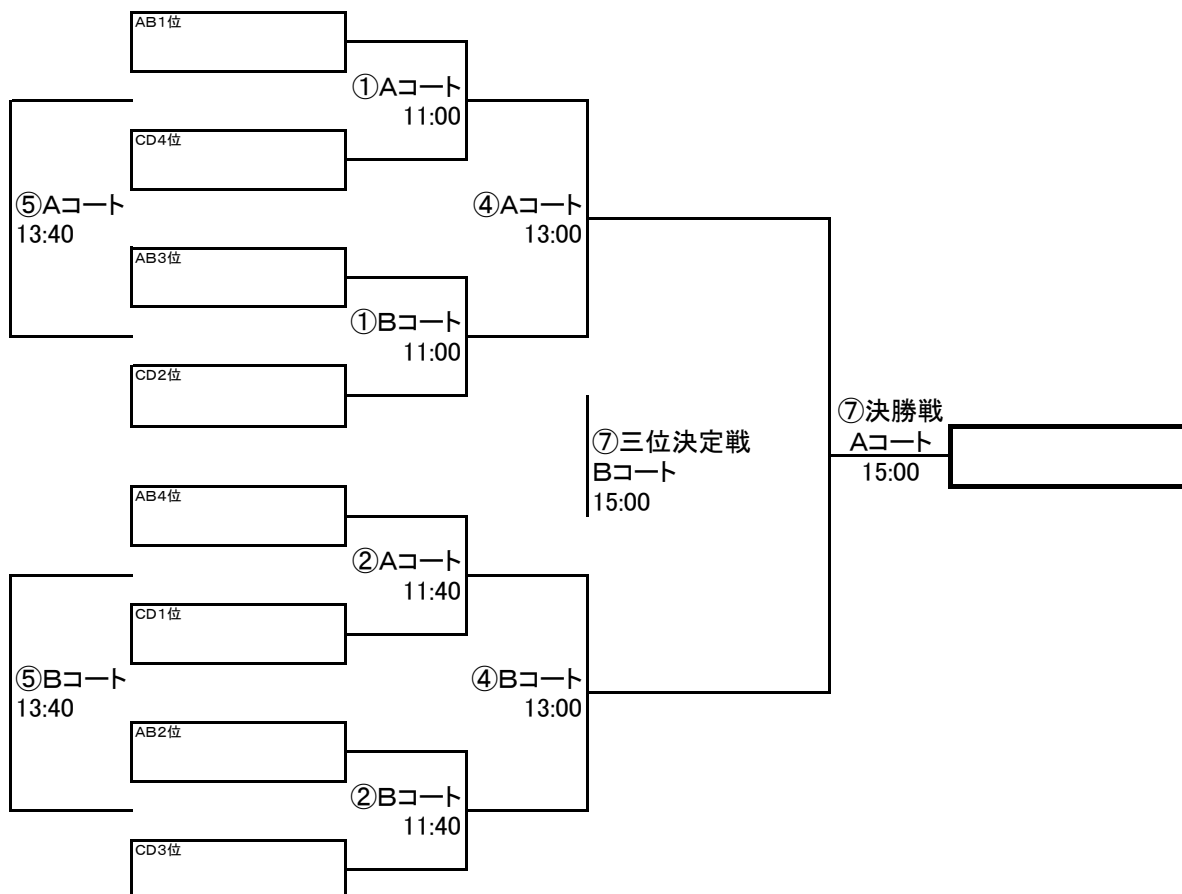 AB1位
①Aコート
11:00
CD4位
⑤Aコート
13:40
④Aコート
13:00
AB3位
①Bコート
11:00
CD2位
⑦三位決定戦
Bコート
15:00
⑦決勝戦
Aコート
15:00
AB4位
②Aコート
11:40
CD1位
⑤Bコート
13:40
④Bコート
13:00
AB2位
②Bコート
11:40
CD3位